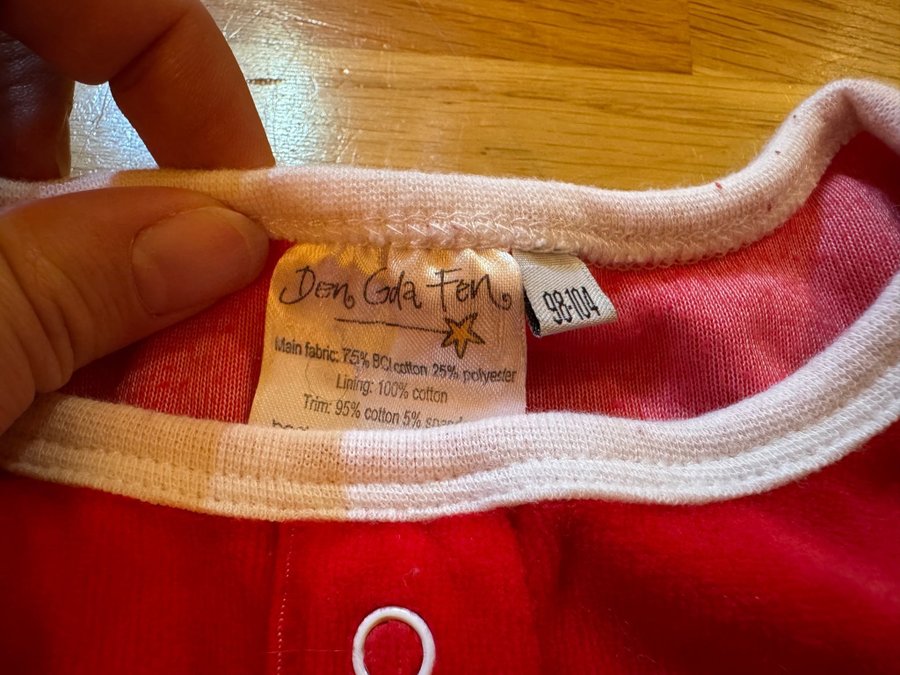 Den Goda Fen
98-104
Main fabric: 75% BCI cotton 25% polyester
Lining: 100% cotton
Trim: 95% cotton 5%